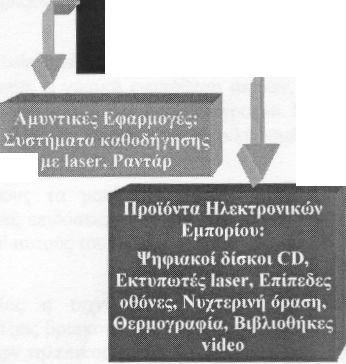 Αμυντικές Εφαρμογές:
Συστήματα καθοδήγησης
με laser, Ραντάρ
Προϊόντα Ηλεκτρονικών
Εμπορίου:
Ψηφιακοί δίσκοι CD,
Εκτυπωτές laser, Επίπεδες
οθόνες, Νυχτερινή όραση,
Θερμογραφία, Βιβλιοθήκες
video